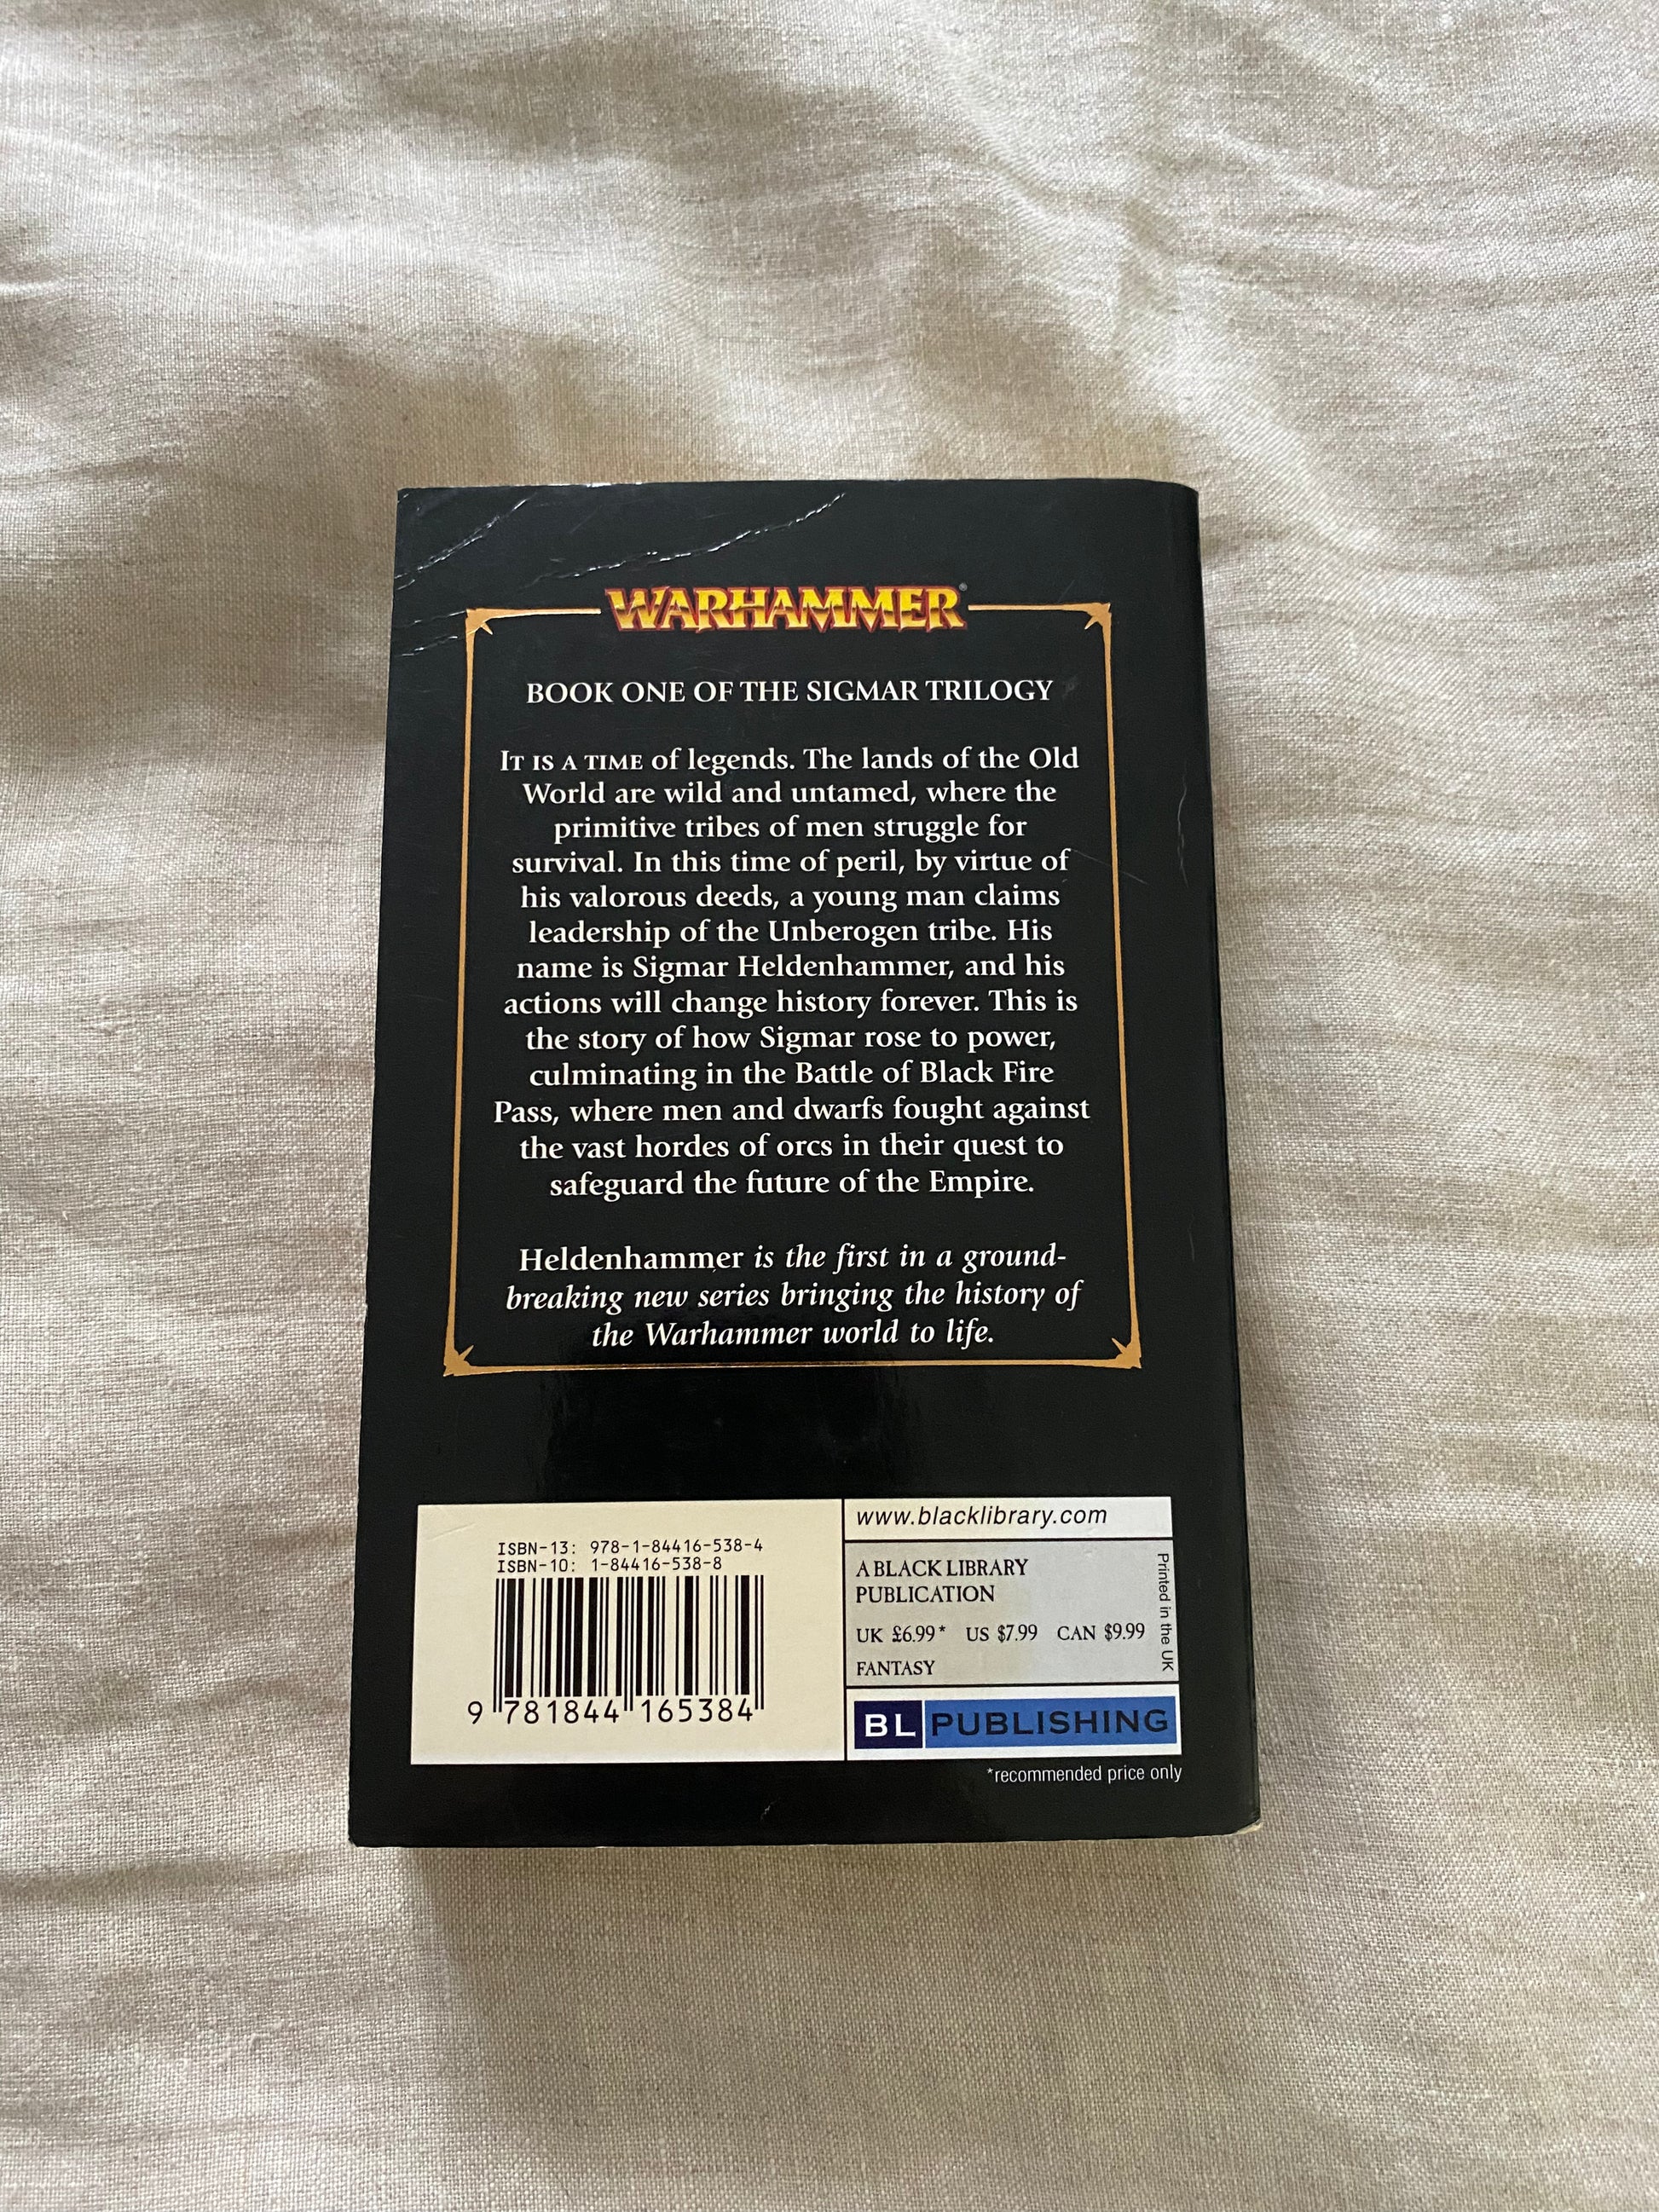 WARHAMMER®
BOOK ONE OF THE SIGMAR TRILOGY
IT IS A TIME of legends. The lands of the Old
World are wild and untamed, where the
primitive tribes of men struggle for
survival. In this time of peril, by virtue of
his valorous deeds, a young man claims
leadership of the Unberogen tribe. His
name is Sigmar Heldenhammer, and his
actions will change history forever. This is
the story of how Sigmar rose to power,
culminating in the Battle of Black Fire
Pass, where men and dwarfs fought against
the vast hordes of orcs in their quest to
safeguard the future of the Empire.
Heldenhammer is the first in a ground-
breaking new series bringing the history of
the Warhammer world to life.
ISBN-13: 978-1-84416-538-4
ISBN-10: 1-84416-538-8
9 781844 165384
www.blacklibrary.com
A BLACK LIBRARY
PUBLICATION
UK £6.99* US $7.99 CAN $9.99
FANTASY
Printed in the UK
BL PUBLISHING
*recommended price only